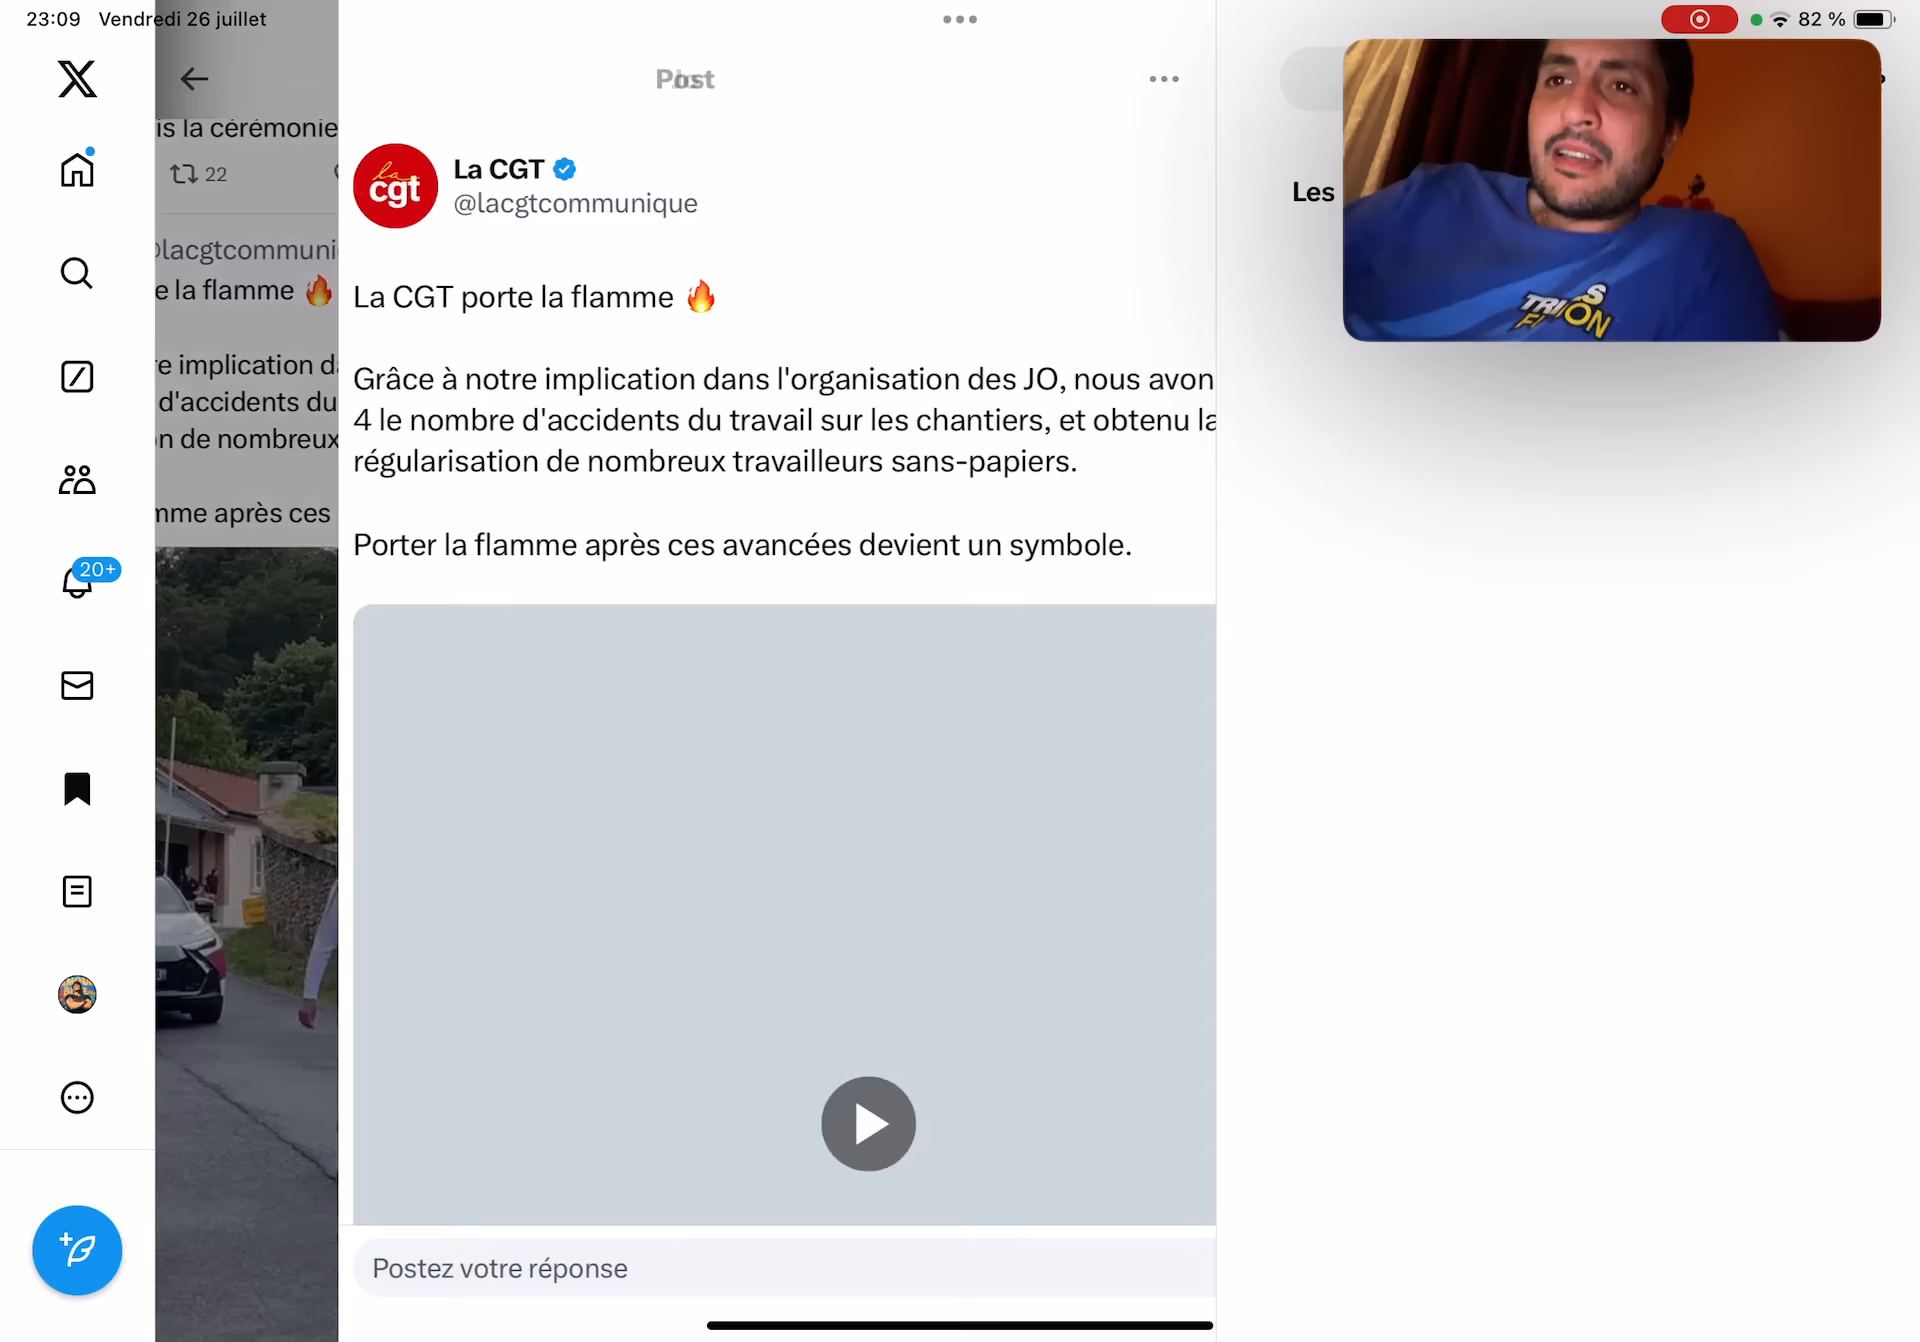 23:09 Vendredi 26 juillet
82 %
Post
is la cérémonie
22
lacgtcommuni
e la flamme 🔥
e implication d
d'accidents du
n de nombreux
mme après ces
20+
la
cgt
La CGT
@lacgtcommunique
La CGT porte la flamme 🔥
Grâce à notre implication dans l'organisation des JO, nous avon
4 le nombre d'accidents du travail sur les chantiers, et obtenu la
régularisation de nombreux travailleurs sans-papiers.
Porter la flamme après ces avancées devient un symbole.
Postez votre réponse
Les